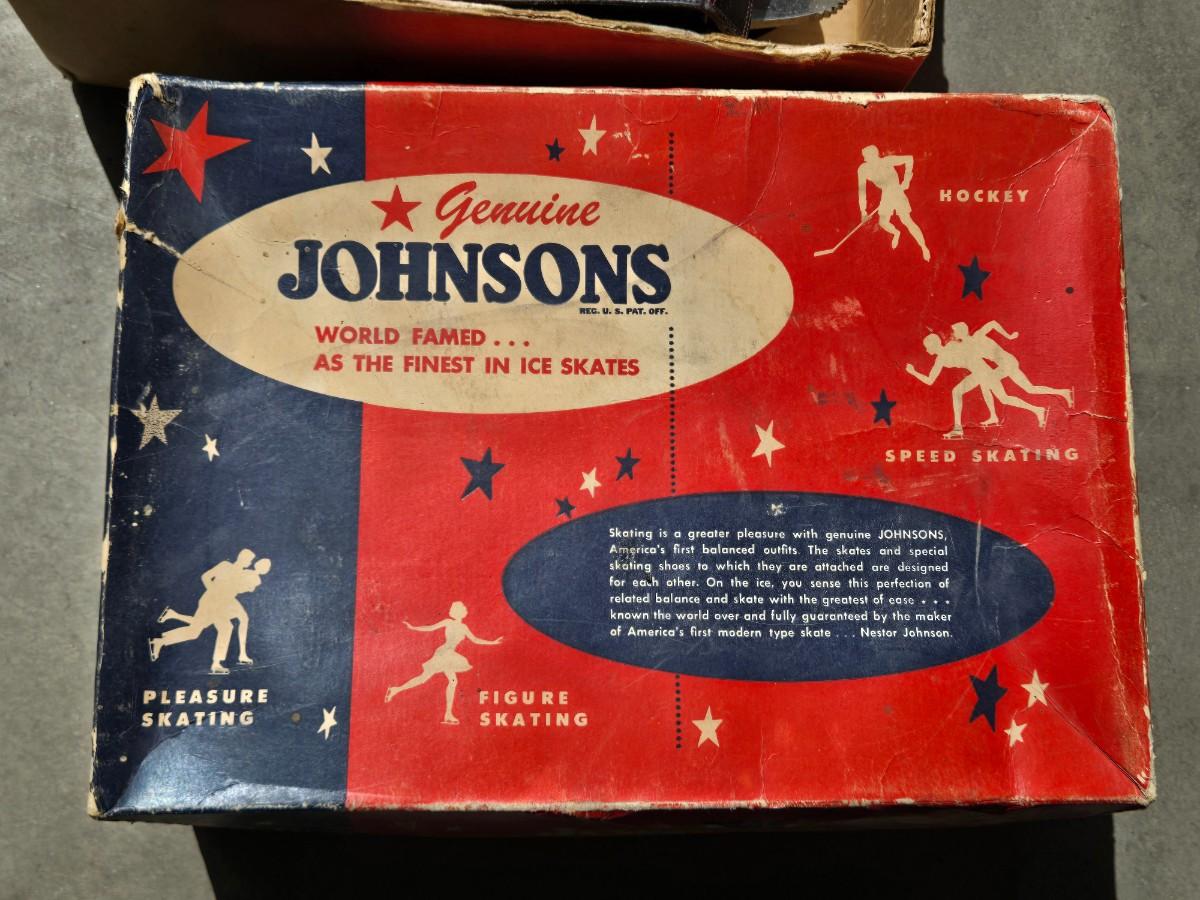 Genuine
JOHNSONS
REG. U. S. PAT. OFF.
WORLD FAMED...
AS THE FINEST IN ICE SKATES
HOCKEY
SPEED SKATING
Skating is a greater pleasure with genuine JOHNSONS,
America's first balanced outfits. The skates and special
skating shoes to which they are attached are designed
for each other. On the ice, you sense this perfection of
related balance and skate with the greatest of ease . . .
known the world over and fully guaranteed by the maker
of America's first modern type skate . . . Nestor Johnson.
PLEASURE
SKATING
FIGURE
SKATING